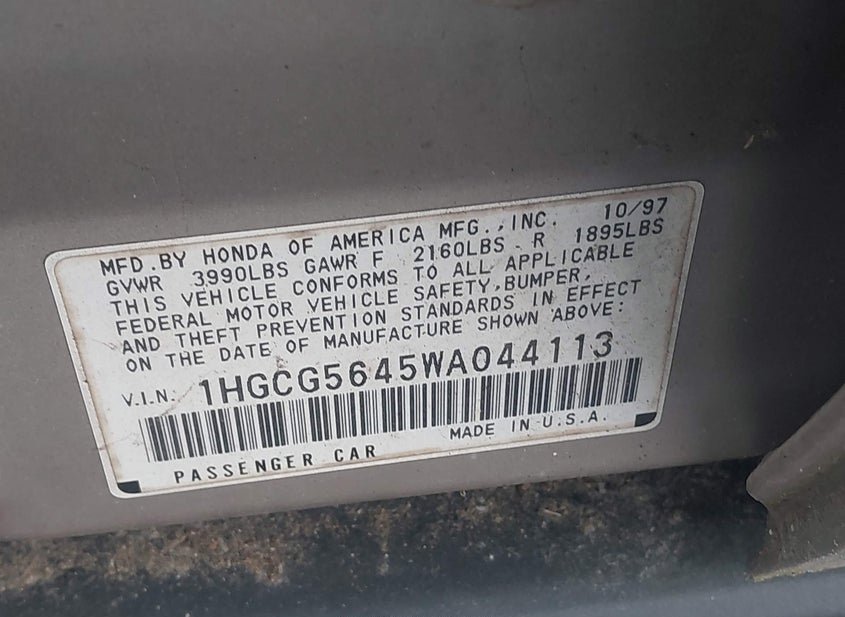 MFD.BY HONDA OF AMERICA MFG.,INC. 10/97
GVWR 3990LBS GAWR F 2160LBS R 1895LBS
THIS VEHICLE CONFORMS TO ALL APPLICABLE
FEDERAL MOTOR VEHICLE SAFETY,BUMPER,
AND THEFT PREVENTION STANDARDS IN EFFECT
ON THE DATE OF MANUFACTURE SHOWN ABOVE:
V.I.N: 1HGCG5645WA044113
PASSENGER CAR MADE IN U.S.A.